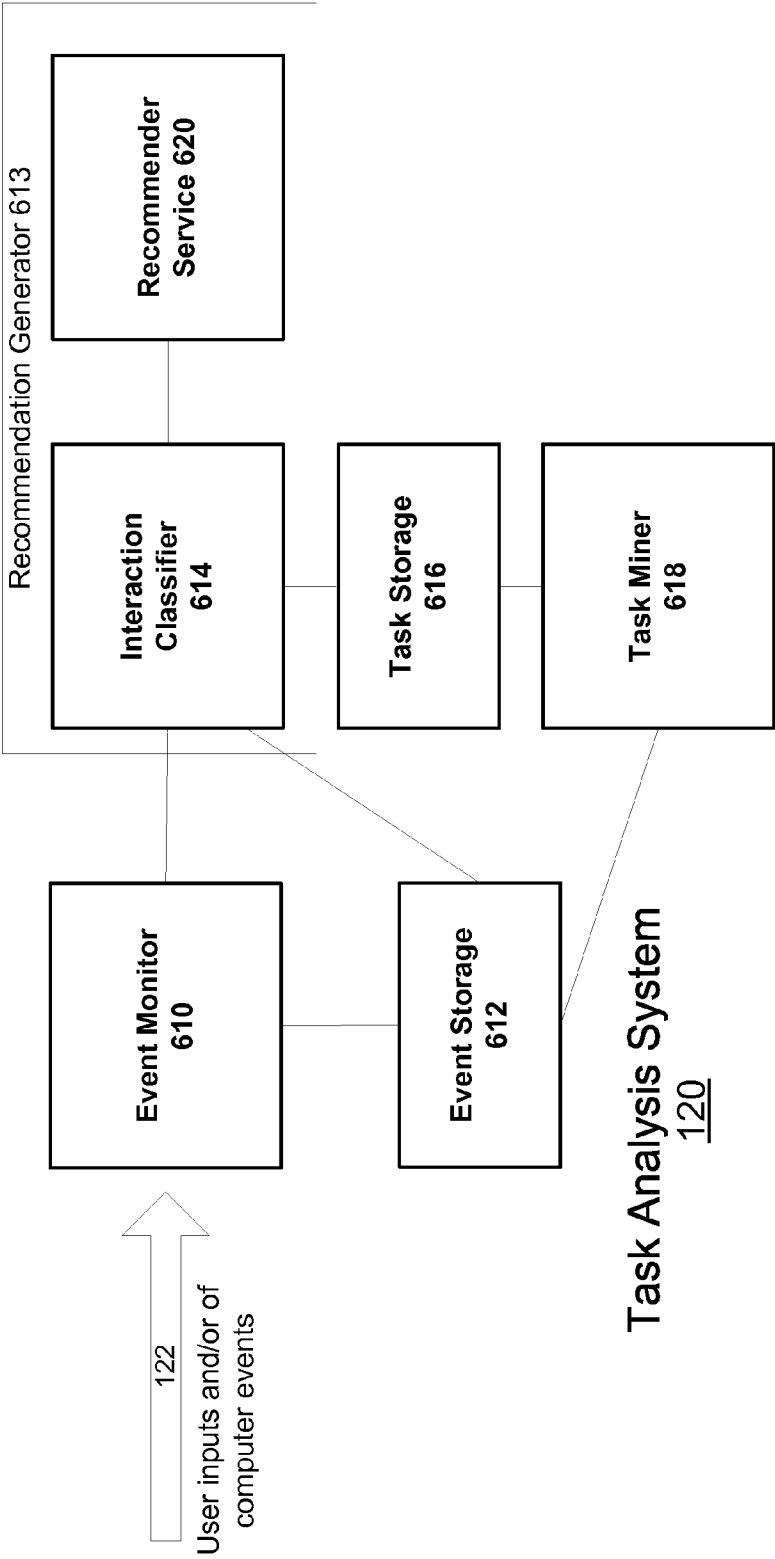 Recommendation Generator 613
122
User inputs and/or of
computer events
Event Monitor
610
Interaction
Classifier
614
Recommender
Service 620
Event Storage
612
Task Storage
616
Task Miner
618
Task Analysis System
120